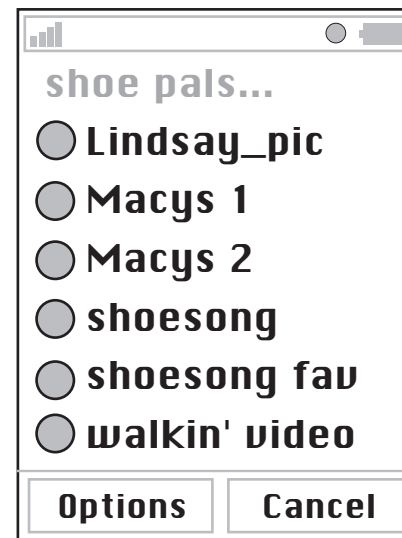 shoe pals...
Lindsay_pic
Macys 1
Macys 2
shoesong
shoesong fav
walkin' video
Options Cancel